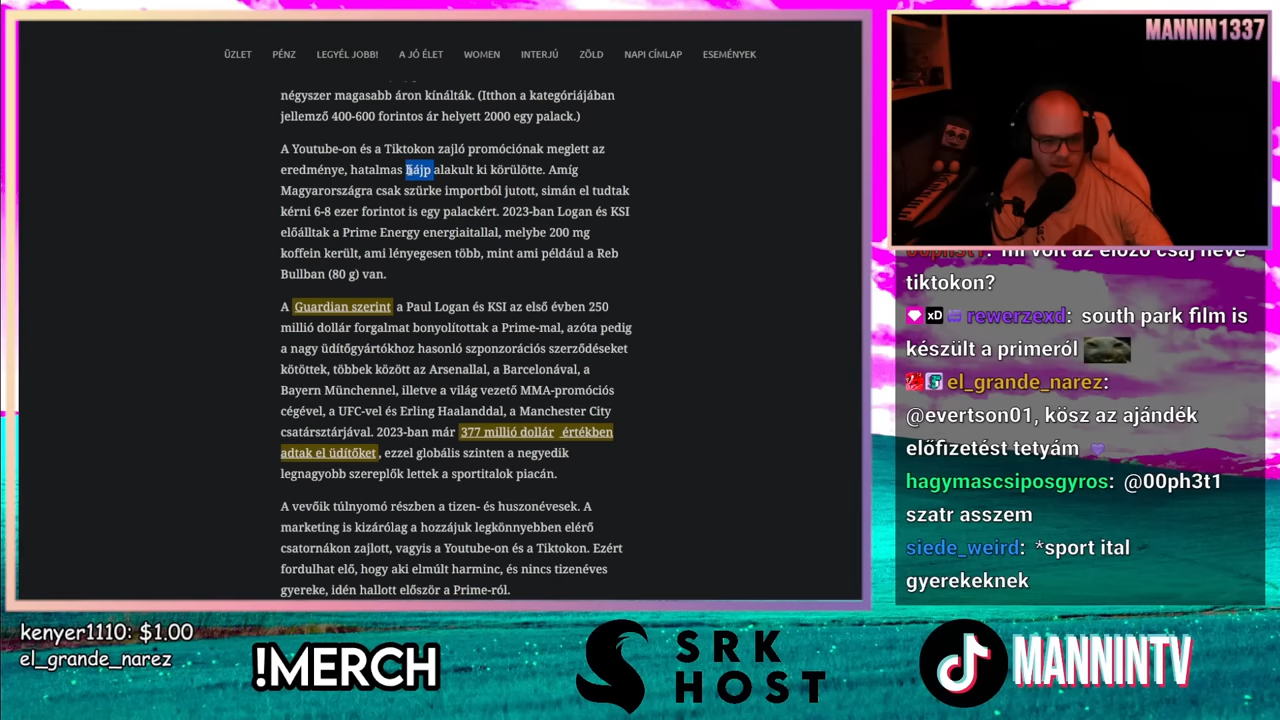 ÜZLET PÉNZ LEGYÉL JOBB! A JÓ ÉLET WOMEN INTERJÚ ZÖLD NAPI CÍMLAP ESEMÉNYEK
négyszer magasabb áron kínálták. (Itthon a kategóriájában
jellemző 400-600 forintos ár helyett 2000 egy palack.)
A Youtube-on és a Tiktokon zajló promóciónak meglett az
eredménye, hatalmas hájp alakult ki körülötte. Amíg
Magyarországra csak szürke importból jutott, simán el tudtak
kérni 6-8 ezer forintot is egy palackért. 2023-ban Logan és KSI
előálltak a Prime Energy energiaitallal, melybe 200 mg
koffein került, ami lényegesen több, mint ami például a Reb
Bullban (80 g) van.
A Guardian szerint a Paul Logan és KSI az első évben 250
millió dollár forgalmat bonyolítottak a Prime-mal, azóta pedig
a nagy üdítőgyártókhoz hasonló szponzorációs szerződéseket
kötöttek, többek között az Arsenallal, a Barcelonával, a
Bayern Münchennel, illetve a világ vezető MMA-promóciós
cégével, a UFC-vel és Erling Haalanddal, a Manchester City
csatársztárjával. 2023-ban már 377 millió dollár értékben
adtak el üdítőket, ezzel globális szinten a negyedik
legnagyobb szereplők lettek a sportitalok piacán.
A vevőik túlnyomó részben a tizen- és huszonévesek. A
marketing is kizárólag a hozzájuk legkönnyebben elérő
csatornákon zajlott, vagyis a Youtube-on és a Tiktokon. Ezért
fordulhat elő, hogy aki elmúlt harminc, és nincs tizenéves
gyereke, idén hallott először a Prime-ról.
MANNIN1337
00ph3t1: mi volt az előző csaj neve
tiktokon?
xD rewerzexd: south park film is
készült a primeról
el_grande_narez:
@evertson01, kösz az ajándék
előfizetést tetyám
hagymascsiposgyros: @00ph3t1
szatr asszem
siede_weird: *sport ital
gyerekeknek
kenyer1110: $1.00
el_grande_narez
!MERCH
SRK
HOST
MANNINTV